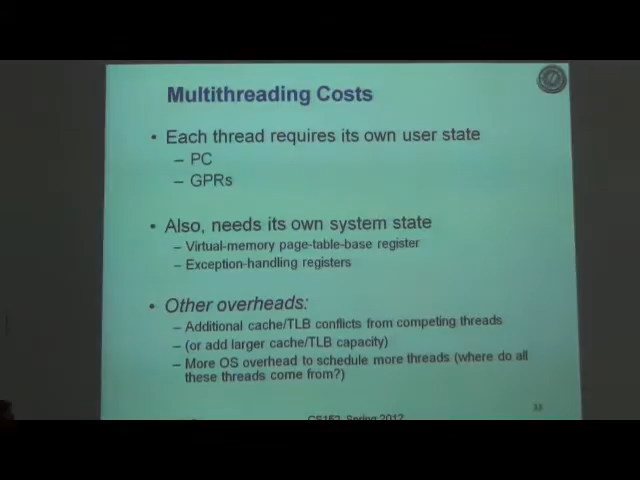 Multithreading Costs
• Each thread requires its own user state
– PC
– GPRs
• Also, needs its own system state
– Virtual-memory page-table-base register
– Exception-handling registers
• Other overheads:
– Additional cache/TLB conflicts from competing threads
– (or add larger cache/TLB capacity)
– More OS overhead to schedule more threads (where do all
these threads come from?)
33
CS152, Spring 2012